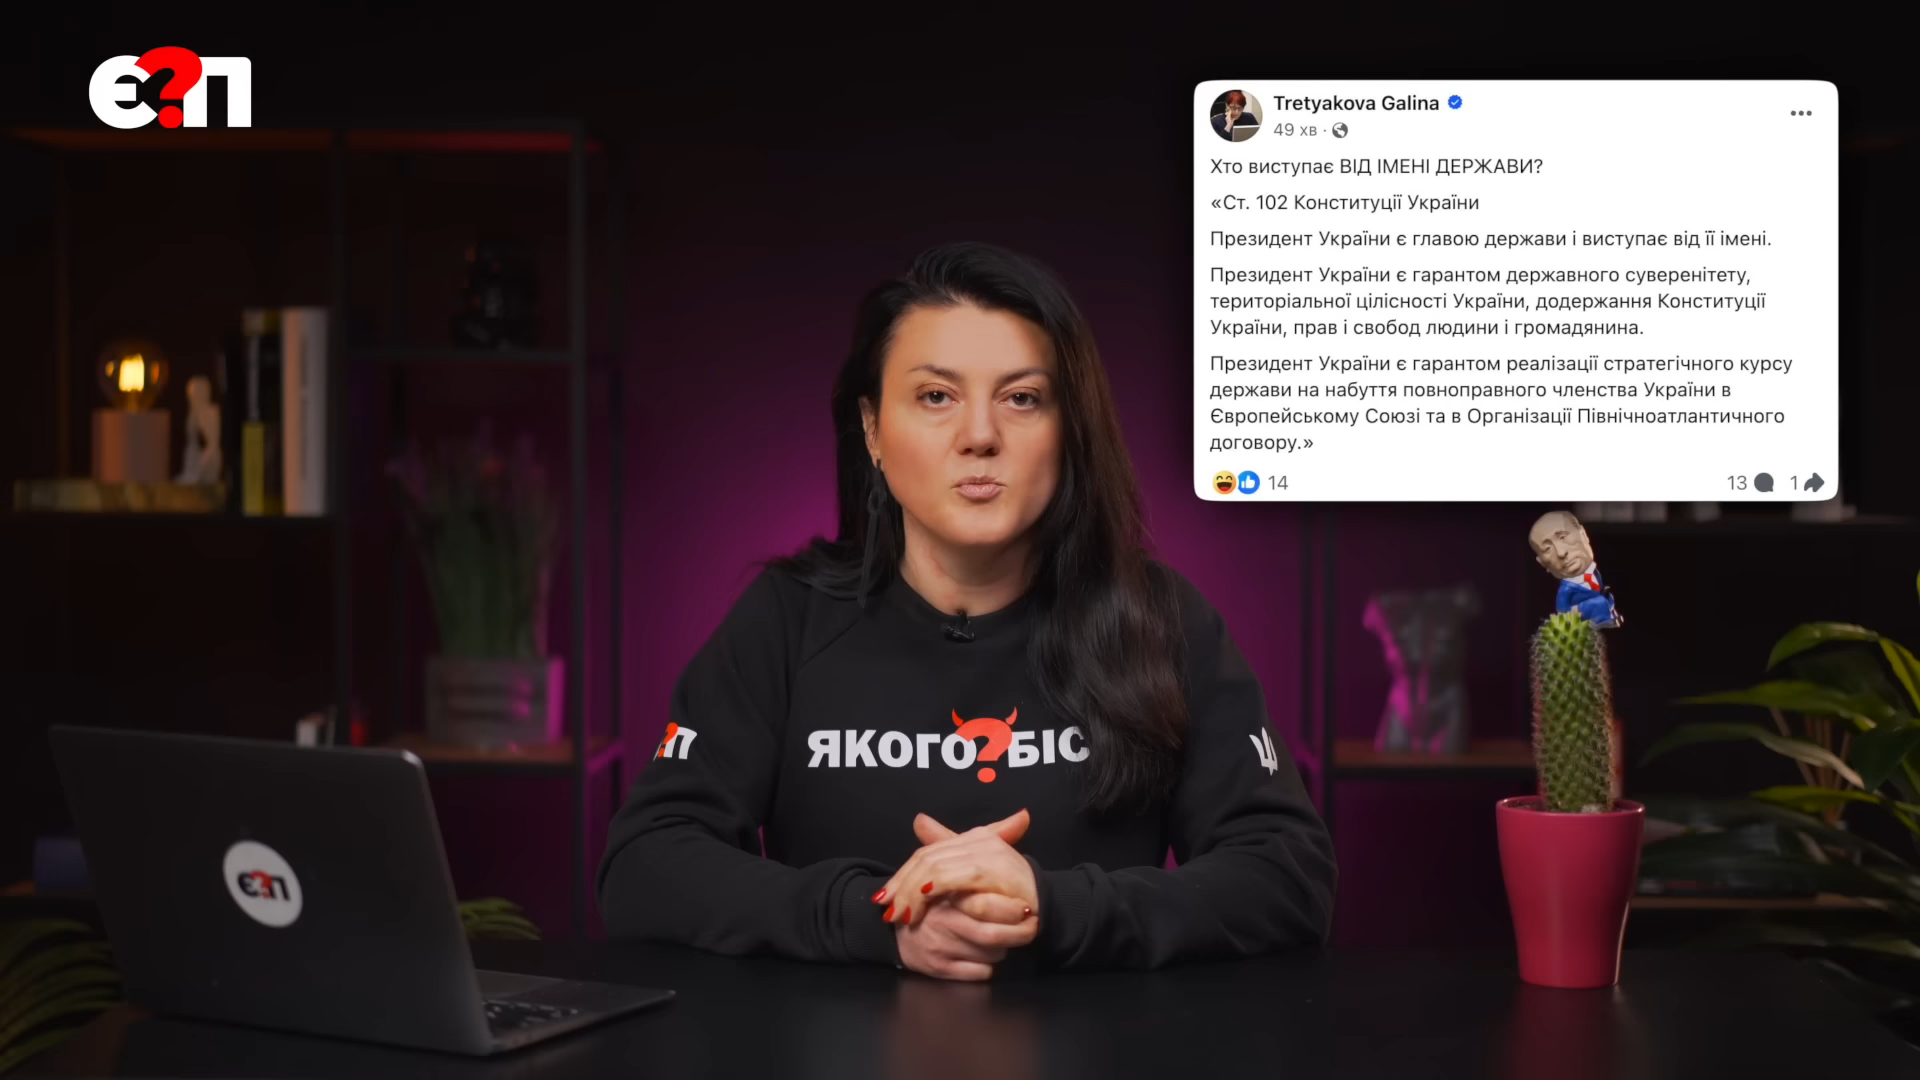 Є?П
Tretyakova Galina
49 хв
Хто виступає ВІД ІМЕНІ ДЕРЖАВИ?
«Ст. 102 Конституції України
Президент України є главою держави і виступає від її імені.
Президент України є гарантом державного суверенітету,
територіальної цілісності України, додержання Конституції
України, прав і свобод людини і громадянина.
Президент України є гарантом реалізації стратегічного курсу
держави на набуття повноправного членства України в
Європейському Союзі та в Організації Північноатлантичного
договору.»
14
13
1
?П
ЯКОГО?БІС
Є?П